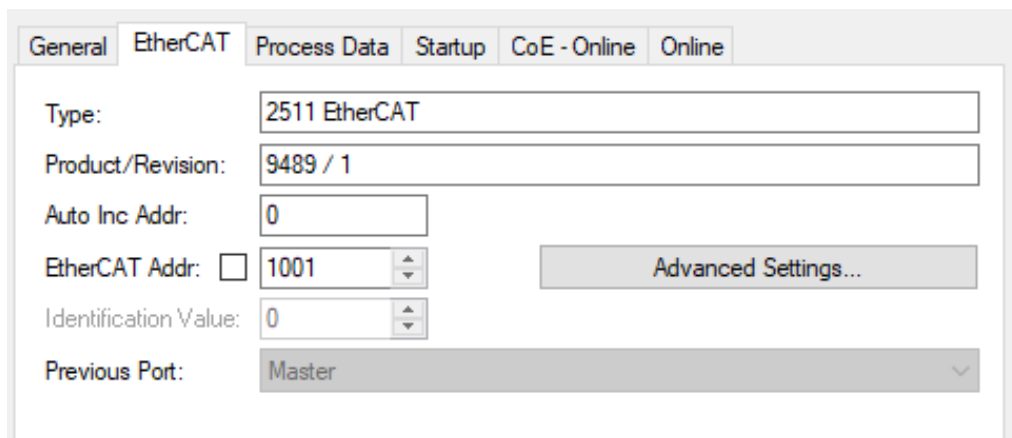 General EtherCAT Process Data Startup CoE - Online Online
Type: 2511 EtherCAT
Product/Revision: 9489 / 1
Auto Inc Addr: 0
EtherCAT Addr: 1001 Advanced Settings...
Identification Value: 0
Previous Port: Master